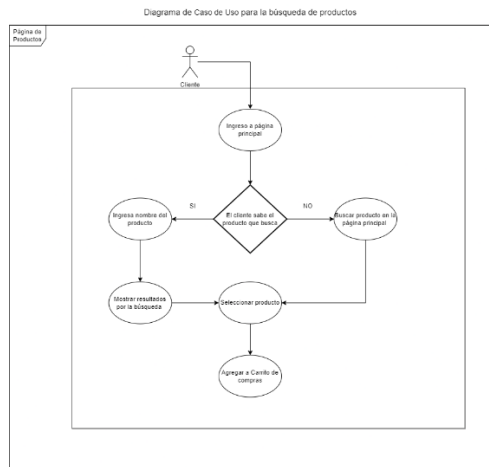 Diagrama de Caso de Uso para la búsqueda de productos
Página de
Productos
Cliente
Ingreso a página
principal
SI
El cliente sabe el
producto que busca
NO
Ingresa nombre del
producto
Buscar producto en la
página principal
Mostrar resultados
por la búsqueda
Seleccionar producto
Agregar a Carrito de
compras